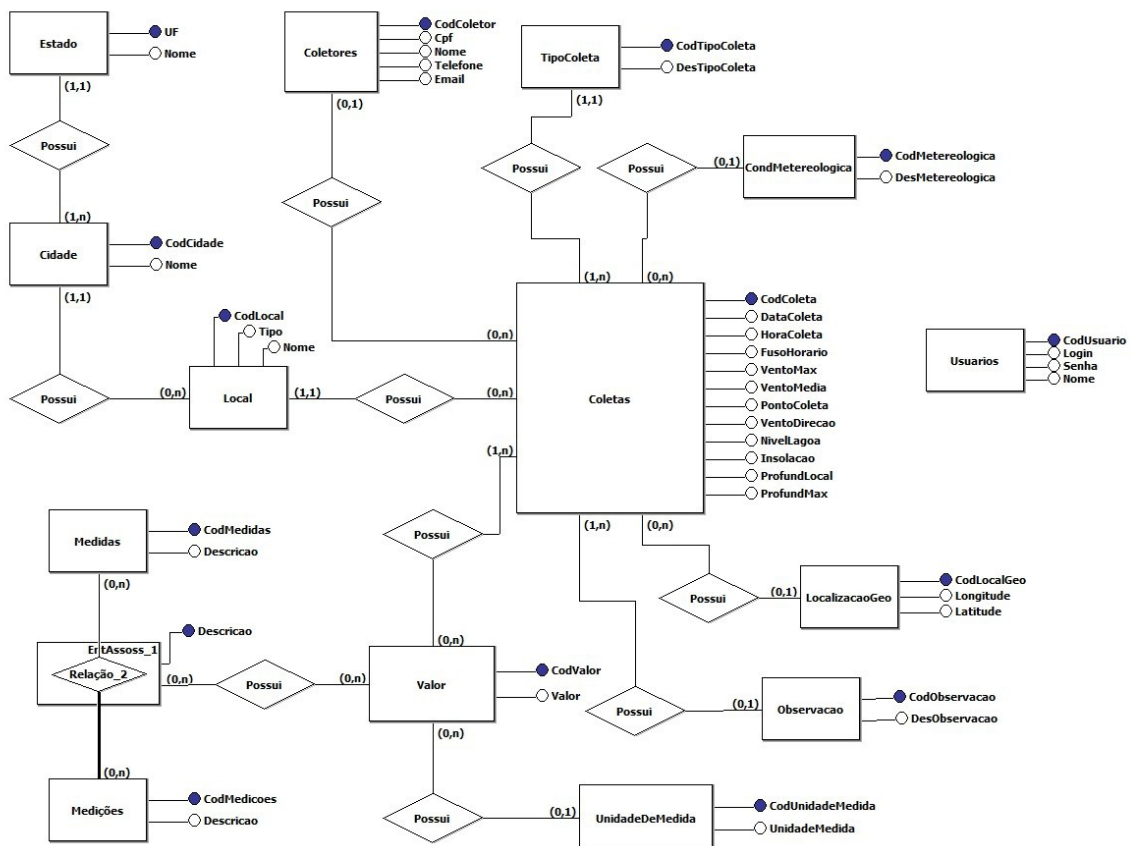 Estado
UF
Nome
(1,1)
Possui
(1,n)
Cidade
CodCidade
Nome
(1,1)
Possui
(0,n)
CodLocal
Tipo
Nome
Local
(1,1)
Possui
(0,n)
Coletores
CodColetor
Cpf
Nome
Telefone
Email
(0,1)
Possui
(0,n)
TipoColeta
CodTipoColeta
DesTipoColeta
(1,1)
Possui
(1,n)
Possui
(0,1)
(0,n)
CondMetereologica
CodMetereologica
DesMetereologica
Coletas
CodColeta
DataColeta
HoraColeta
FusoHorario
VentoMax
VentoMedia
PontoColeta
VentoDirecao
NivelLagoa
Insolacao
ProfundLocal
ProfundMax
Usuarios
CodUsuario
Login
Senha
Nome
(1,n)
Possui
(0,n)
Medidas
CodMedidas
Descricao
(0,n)
EntAssoss_1
Descricao
Relação_2
(0,n)
Possui
(0,n)
(0,n)
Medições
CodMedicoes
Descricao
Valor
CodValor
Valor
(0,n)
Possui
(0,1)
UnidadeDeMedida
CodUnidadeMedida
UnidadeMedida
(1,n)
Possui
(0,1)
Observacao
CodObservacao
DesObservacao
(0,n)
Possui
(0,1)
LocalizacaoGeo
CodLocalGeo
Longitude
Latitude